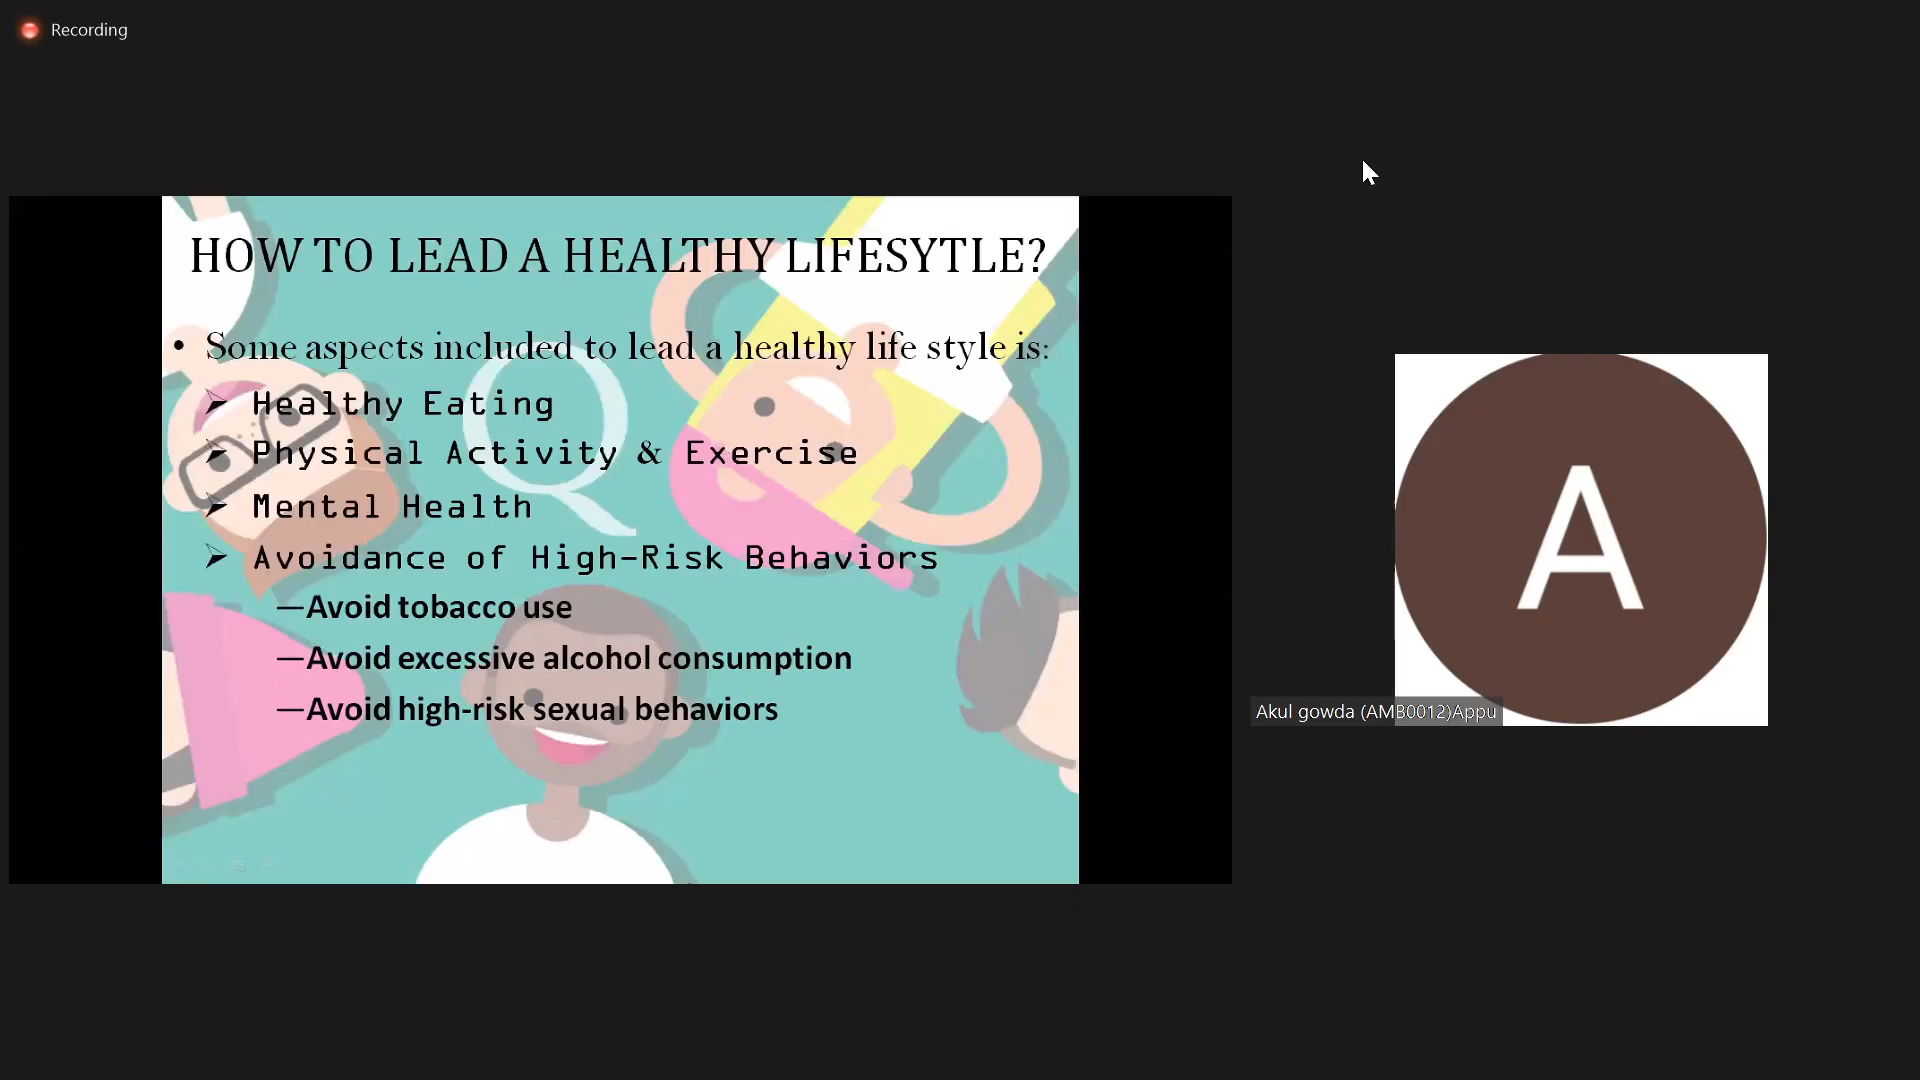 Recording
HOW TO LEAD A HEALTHY LIFESYTLE?
• Some aspects included to lead a healthy life style is:
➢ Healthy Eating
➢ Physical Activity & Exercise
➢ Mental Health
➢ Avoidance of High-Risk Behaviors
—Avoid tobacco use
—Avoid excessive alcohol consumption
—Avoid high-risk sexual behaviors
Q
A
Akul gowda (AMB0012)Appu